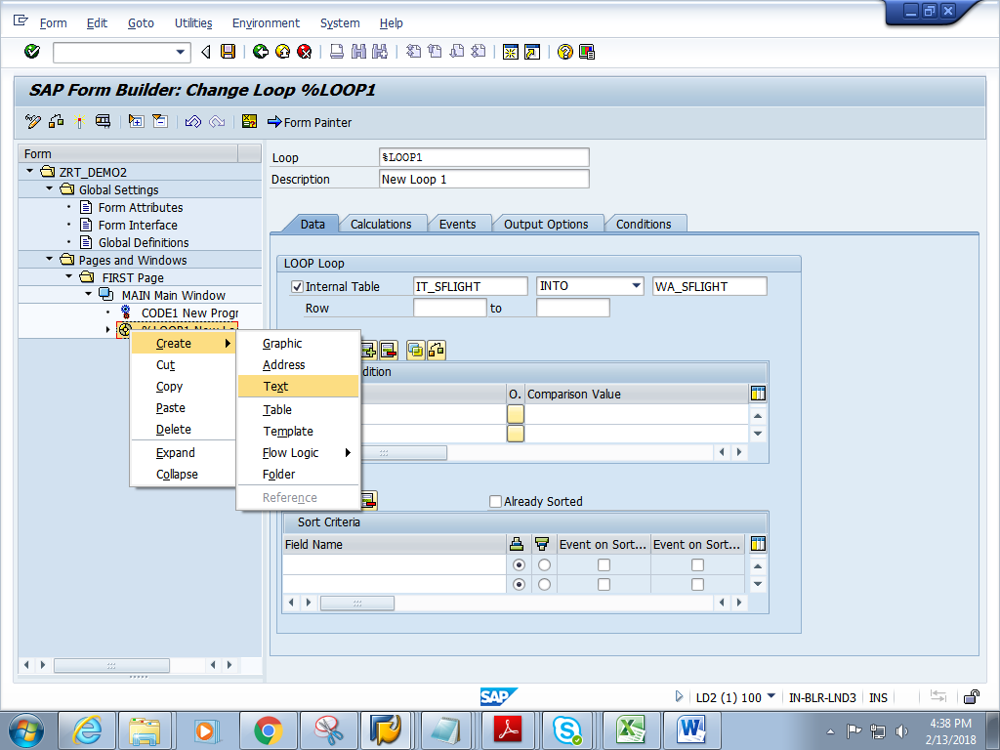 Form Edit Goto Utilities Environment System Help
SAP Form Builder: Change Loop %LOOP1
Form Painter
Form
ZRT_DEMO2
Global Settings
Form Attributes
Form Interface
Global Definitions
Pages and Windows
FIRST Page
MAIN Main Window
CODE1 New Progr
Loop %LOOP1
Description New Loop 1
Data Calculations Events Output Options Conditions
LOOP Loop
Internal Table IT_SFLIGHT INTO WA_SFLIGHT
Row to
Create
Cut
Copy
Paste
Delete
Expand
Collapse
Graphic
Address
Text
Table
Template
Flow Logic
Folder
Reference
dition
O. Comparison Value
Already Sorted
Sort Criteria
Field Name Event on Sort... Event on Sort...
SAP
LD2 (1) 100 IN-BLR-LND3 INS
4:38 PM
2/13/2018